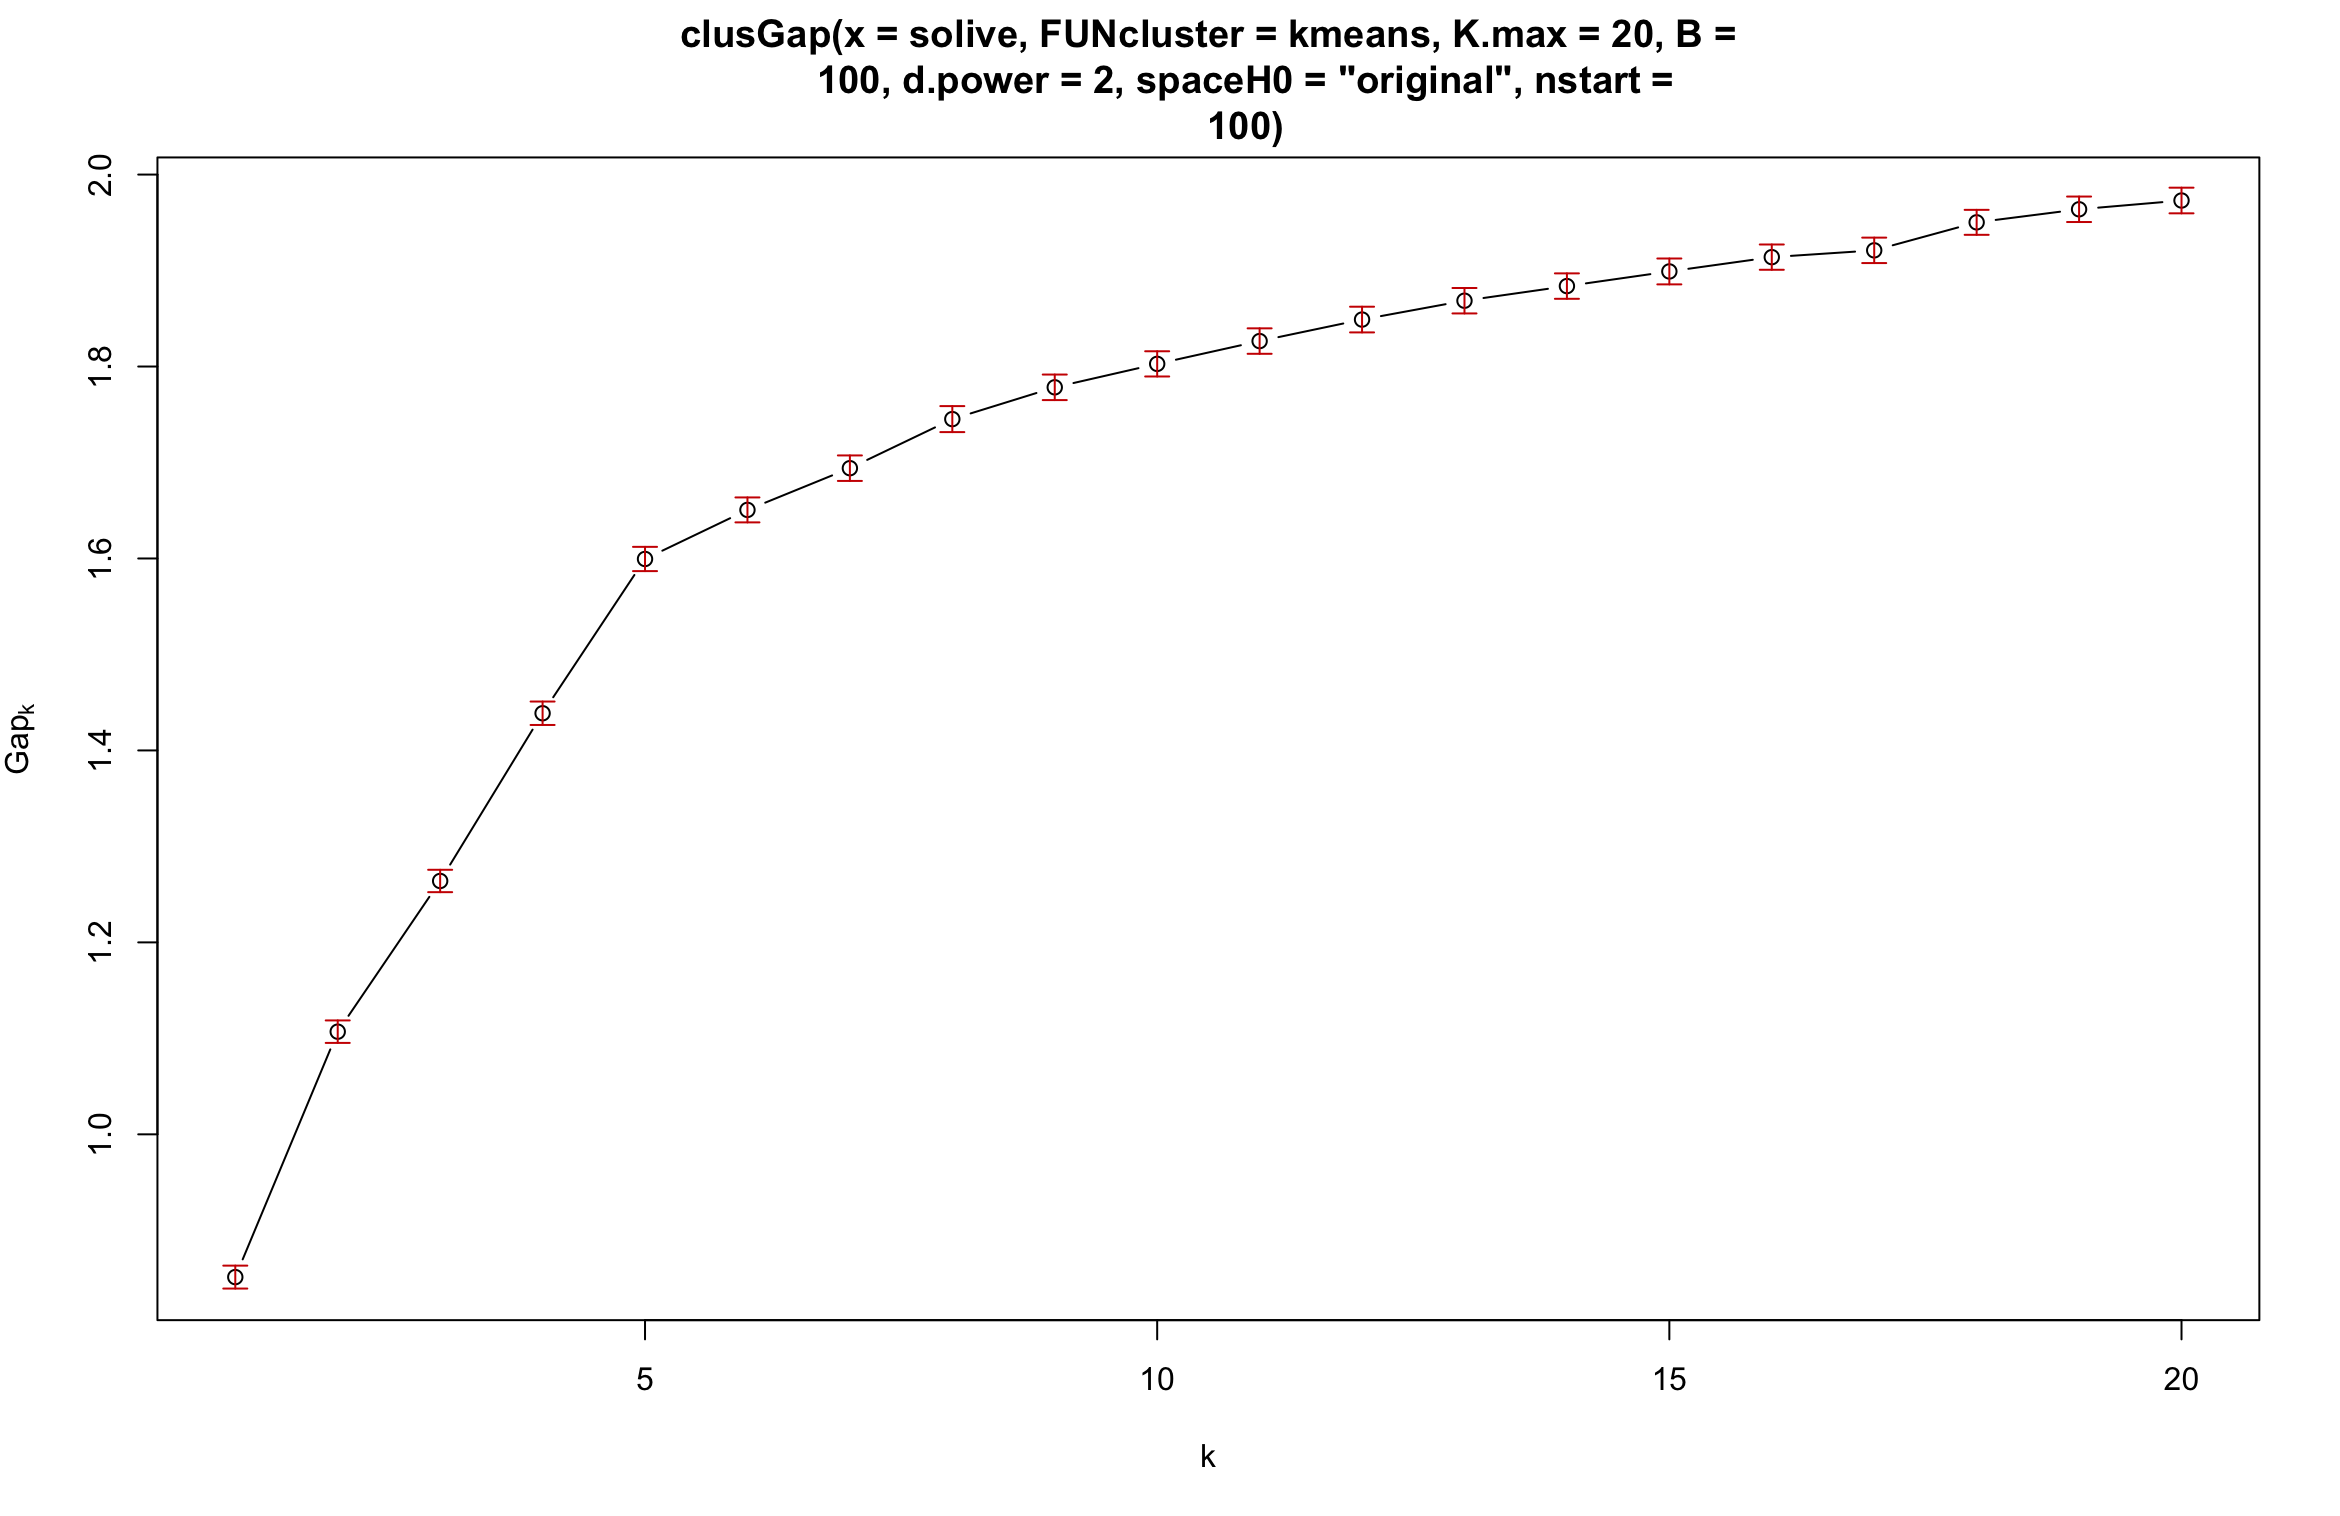 clusGap(x = solive, FUNcluster = kmeans, K.max = 20, B =
100, d.power = 2, spaceH0 = "original", nstart =
100)
2.0
1.8
1.6
1.4
1.2
1.0
Gapk
5
10
15
20
k